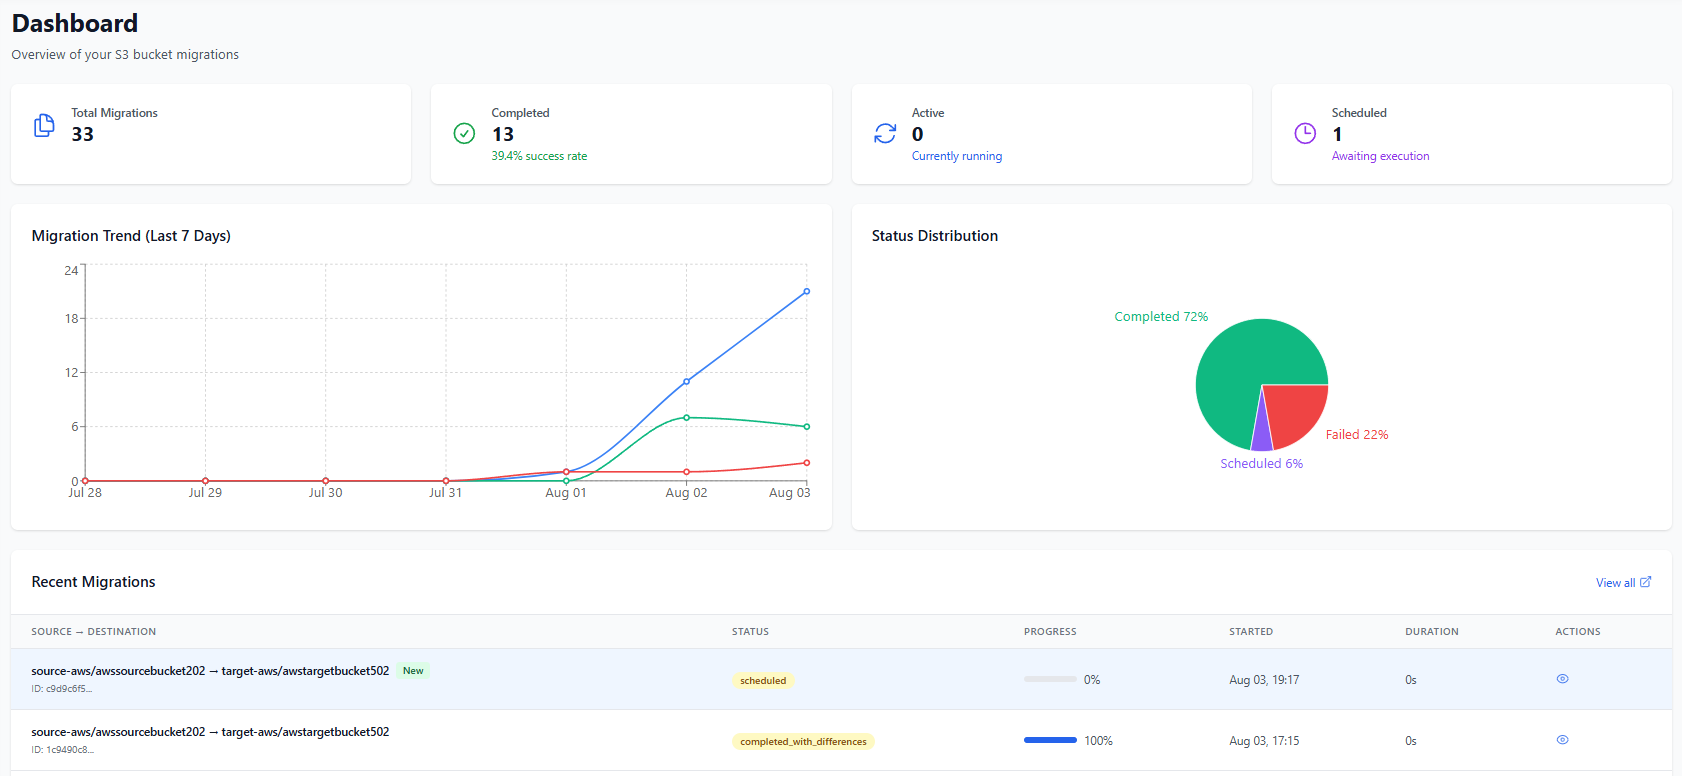 Dashboard
Overview of your S3 bucket migrations
Total Migrations
33
Completed
13
39.4% success rate
Active
0
Currently running
Scheduled
1
Awaiting execution
Migration Trend (Last 7 Days)
24
18
12
6
0
Jul 28 Jul 29 Jul 30 Jul 31 Aug 01 Aug 02 Aug 03
Status Distribution
Completed 72%
Failed 22%
Scheduled 6%
Recent Migrations
View all
SOURCE → DESTINATION STATUS PROGRESS STARTED DURATION ACTIONS
source-aws/awssourcebucket202 → target-aws/awstargetbucket502 New
ID: c9d9c6f5...
scheduled 0% Aug 03, 19:17 0s
source-aws/awssourcebucket202 → target-aws/awstargetbucket502
ID: 1c9490c8...
completed_with_differences 100% Aug 03, 17:15 0s